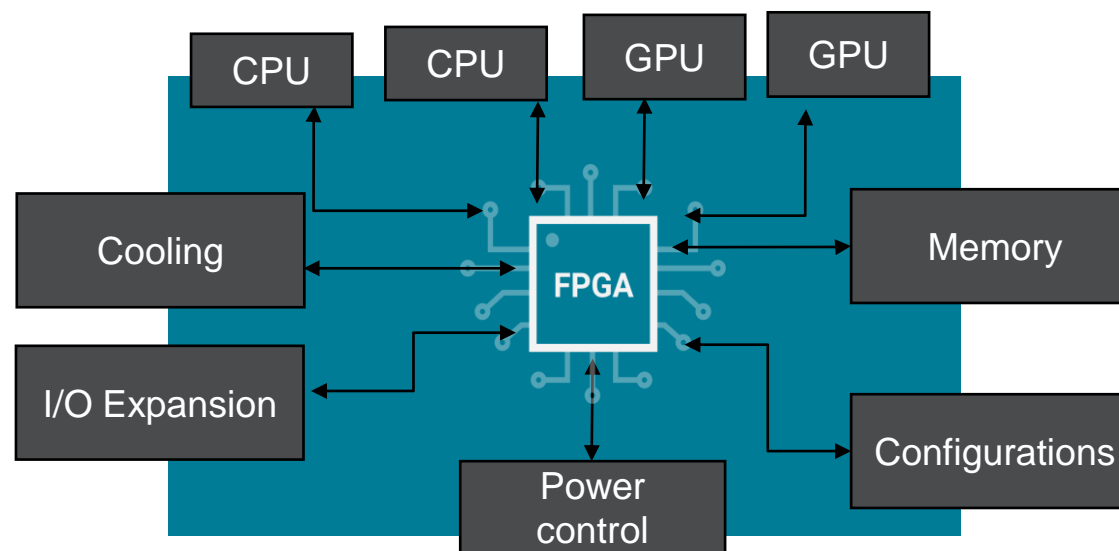 CPU
CPU
GPU
GPU
Cooling
Memory
FPGA
I/O Expansion
Configurations
Power
control